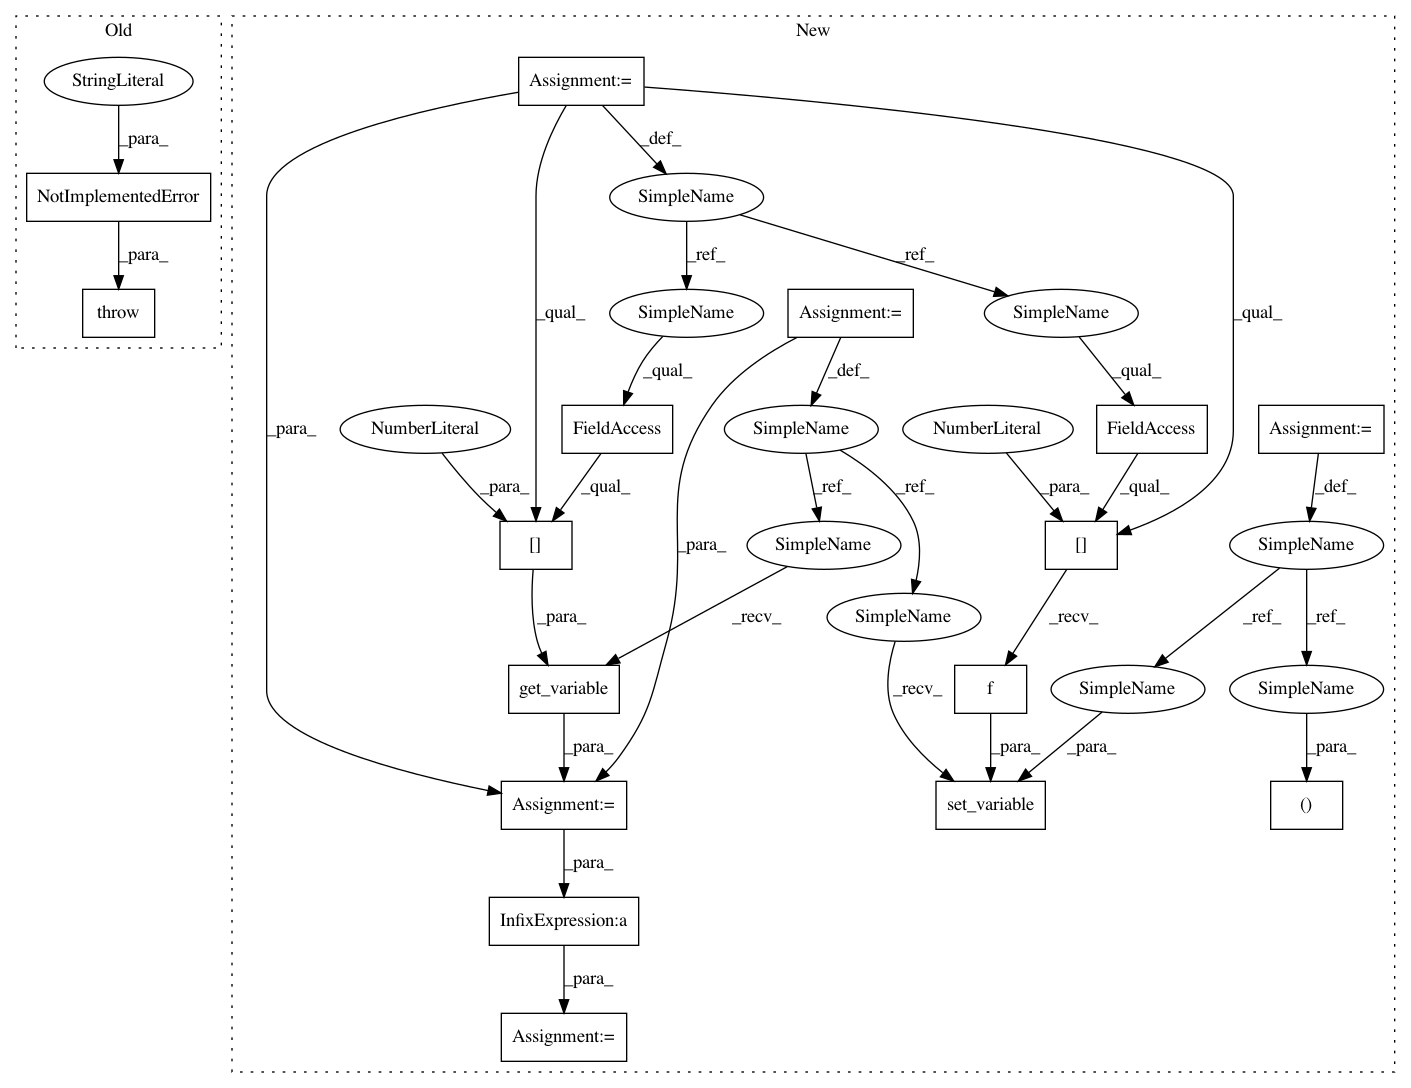 Old
New
StringLiteral
Assignment:=
_para_
_def_
NotImplementedError
SimpleName
_para_
_ref_
_ref_
throw
_qual_
SimpleName
Assignment:=
SimpleName
_qual_
_qual_
_def_
_qual_
_para_
NumberLiteral
FieldAccess
SimpleName
NumberLiteral
FieldAccess
Assignment:=
_para_
_qual_
_ref_
_ref_
_para_
_qual_
_def_
[]
_para_
SimpleName
[]
SimpleName
_para_
_recv_
SimpleName
_recv_
_ref_
_ref_
get_variable
_recv_
f
SimpleName
SimpleName
_para_
_para_
_para_
_para_
Assignment:=
set_variable
()
_para_
InfixExpression:a
_para_
Assignment:=